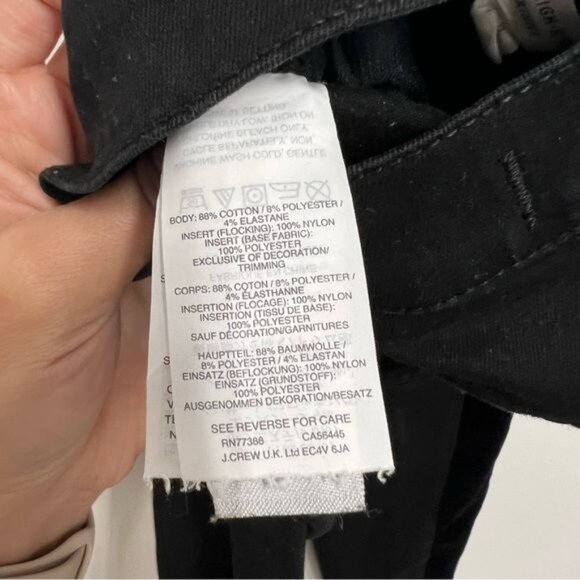 BODY: 88% COTTON / 8% POLYESTER /
4% ELASTANE
INSERT (FLOCKING): 100% NYLON
INSERT (BASE FABRIC):
100% POLYESTER
EXCLUSIVE OF DECORATION/
TRIMMING
CORPS: 88% COTON / 8% POLYESTER /
4% ÉLASTHANNE
INSERTION (FLOCAGE): 100% NYLON
INSERTION (TISSU DE BASE):
100% POLYESTER
SAUF DÉCORATION/GARNITURES
HAUPTTEIL: 88% BAUMWOLLE /
8% POLYESTER / 4% ELASTAN
EINSATZ (BEFLOCKUNG): 100% NYLON
EINSATZ (GRUNDSTOFF):
100% POLYESTER
AUSGENOMMEN DEKORATION/BESATZ
SEE REVERSE FOR CARE
RN77388 CA56445
J.CREW U.K. Ltd EC4V 6JA